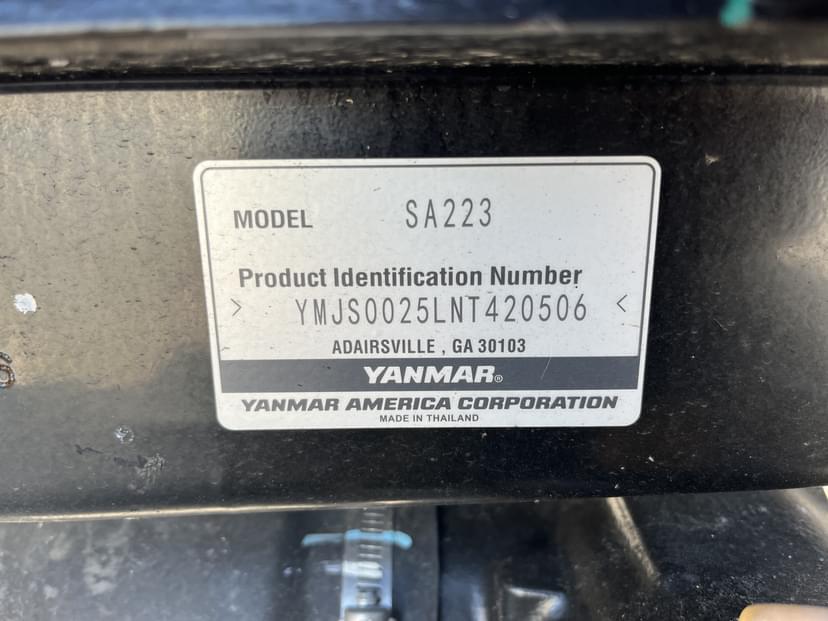 MODEL SA223
Product Identification Number
> YMJS0025LNT420506 <
ADAIRSVILLE , GA 30103
YANMAR®
YANMAR AMERICA CORPORATION
MADE IN THAILAND